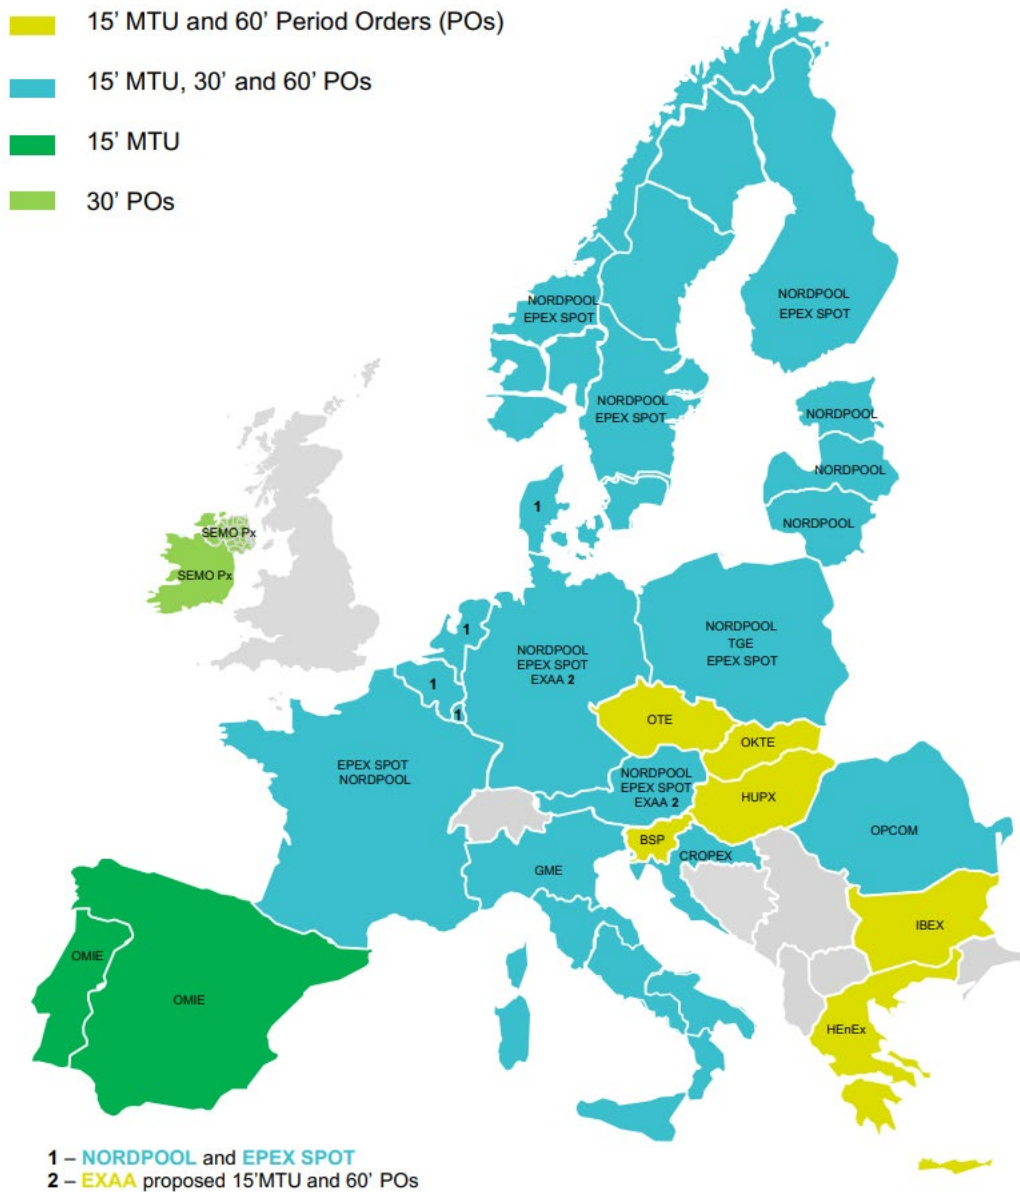 15’ MTU and 60’ Period Orders (POs)
15’ MTU, 30’ and 60’ POs
15’ MTU
30’ POs
NORDPOOL
EPEX SPOT
NORDPOOL
EPEX SPOT
NORDPOOL
EPEX SPOT
NORDPOOL
NORDPOOL
NORDPOOL
1
SEMO Px
SEMO Px
1
1
1
NORDPOOL
EPEX SPOT
EXAA 2
NORDPOOL
TGE
EPEX SPOT
OTE
OKTE
EPEX SPOT
NORDPOOL
NORDPOOL
EPEX SPOT
EXAA 2
HUPX
OPCOM
BSP
CROPEX
GME
IBEX
OMIE
OMIE
HEnEx
1 – NORDPOOL and EPEX SPOT
2 – EXAA proposed 15’MTU and 60’ POs